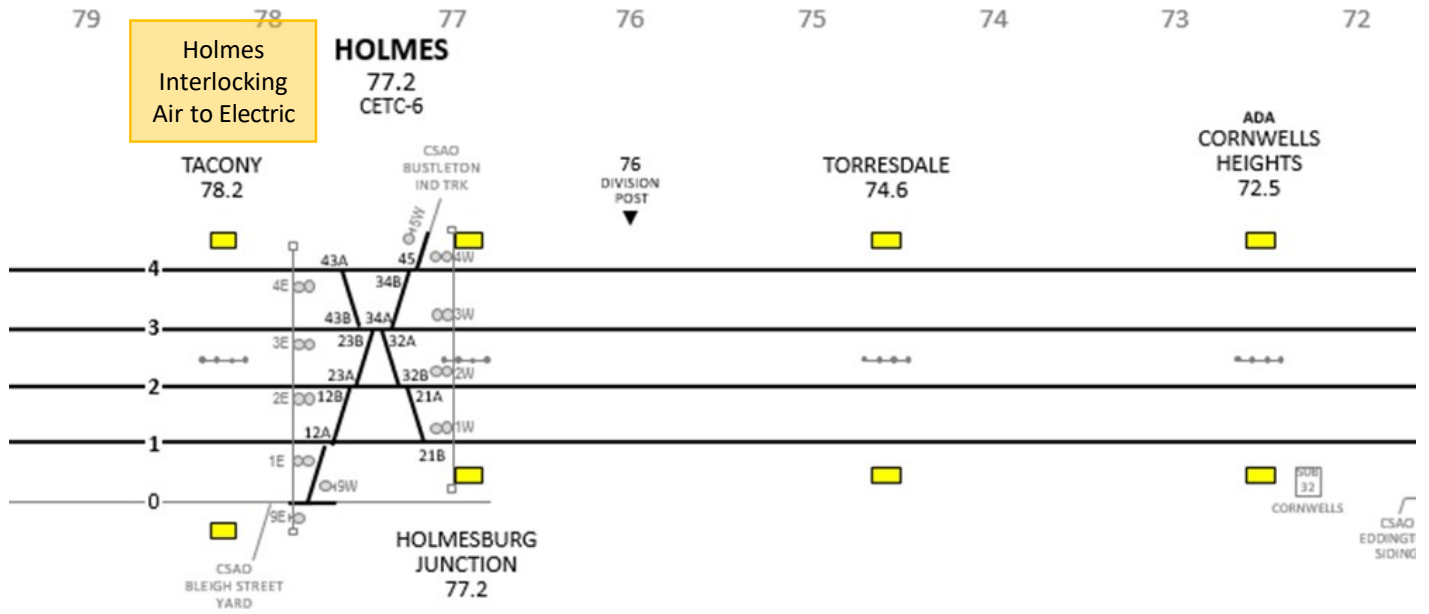 79 78 77 76 75 74 73 72
Holmes
Interlocking
Air to Electric
HOLMES
77.2
CETC-6
TACONY
78.2
CSAO
BUSTLETON
IND TRK
76
DIVISION
POST
TORRESDALE
74.6
ADA
CORNWELLS
HEIGHTS
72.5
5W
43A 45 4W
4
34B
4E
43B 34A 3W
3
3E 23B 32A
23A 32B 2W
2
2E 12B 21A
12A 1W
1
1E 21B
9W
0
9E
SUB
32
CORNWELLS
CSAO
EDDINGT
SIDING
HOLMESBURG
JUNCTION
77.2
CSAO
BLEIGH STREET
YARD